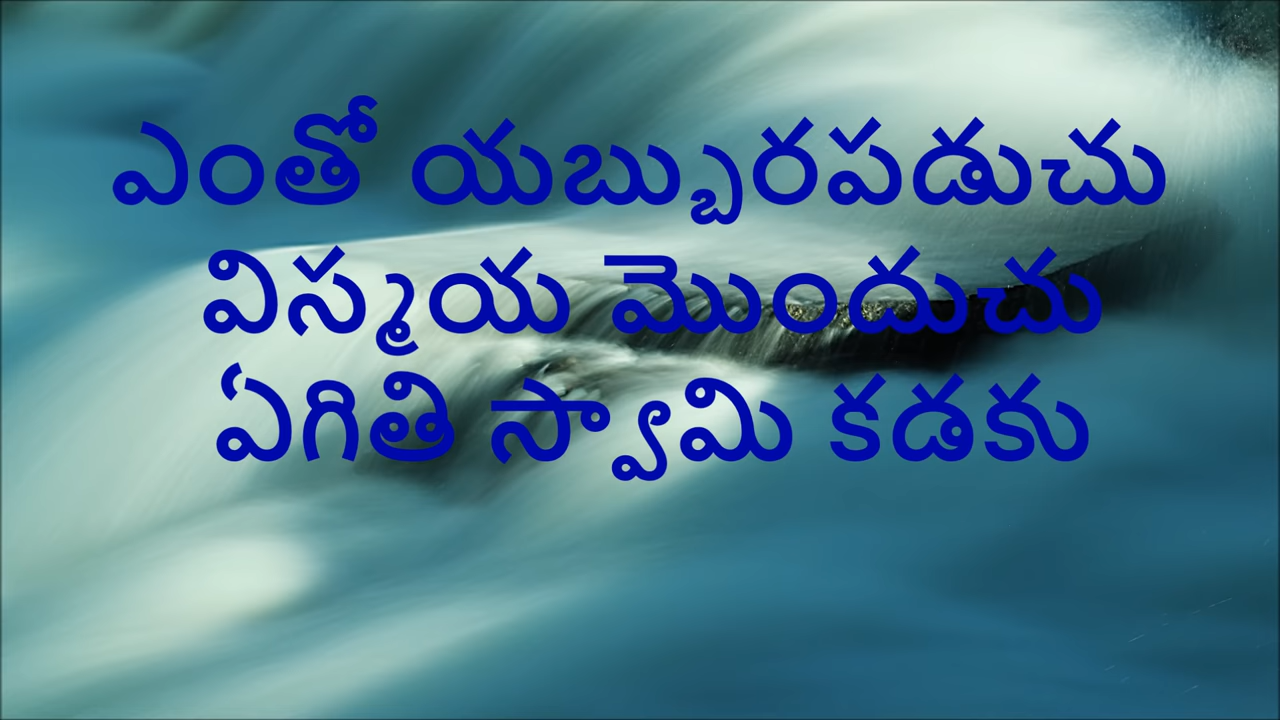 ఎంతో యబ్బురపడుచు
విస్మయ మొందుచు
ఏగితి స్వామి కడకు